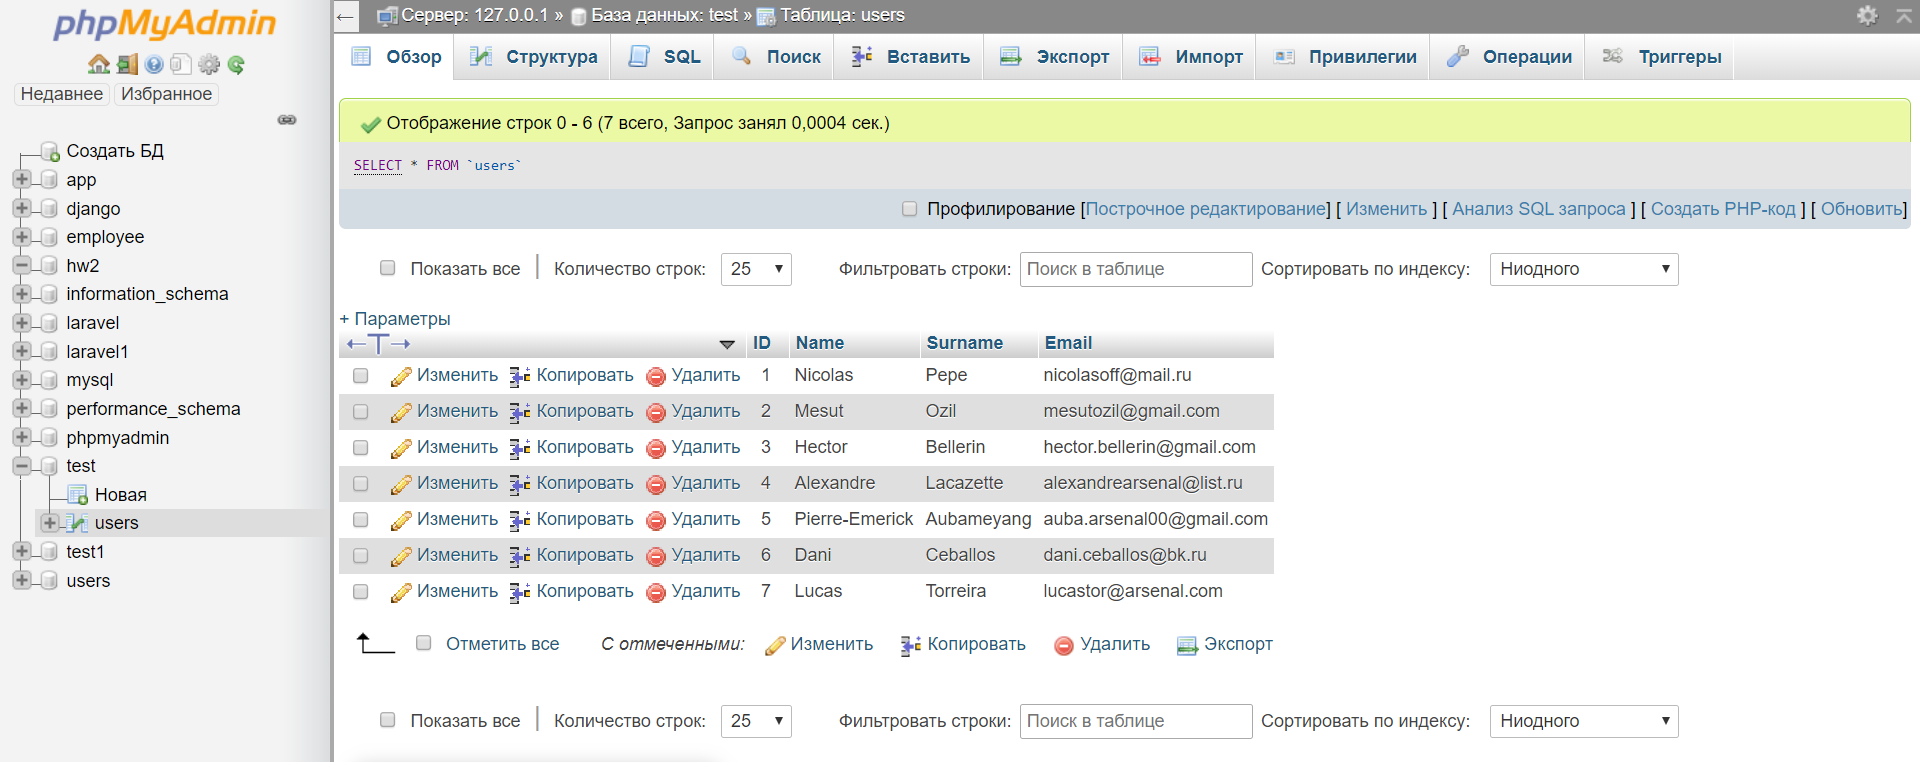 phpMyAdmin
Недавнее Избранное
Создать БД
app
django
employee
hw2
information_schema
laravel
laravel1
mysql
performance_schema
phpmyadmin
test
Новая
users
test1
users
Сервер: 127.0.0.1 » База данных: test » Таблица: users
Обзор Структура SQL Поиск Вставить Экспорт Импорт Привилегии Операции Триггеры
Отображение строк 0 - 6 (7 всего, Запрос занял 0,0004 сек.)
SELECT * FROM `users`
Профилирование [Построчное редактирование] [ Изменить ] [ Анализ SQL запроса ] [ Создать PHP-код ] [ Обновить]
Показать все | Количество строк: 25 Фильтровать строки: Поиск в таблице Сортировать по индексу: Ниодного
+ Параметры
←T→ ID Name Surname Email
Изменить Копировать Удалить 1 Nicolas Pepe nicolasoff@mail.ru
Изменить Копировать Удалить 2 Mesut Ozil mesutozil@gmail.com
Изменить Копировать Удалить 3 Hector Bellerin hector.bellerin@gmail.com
Изменить Копировать Удалить 4 Alexandre Lacazette alexandrearsenal@list.ru
Изменить Копировать Удалить 5 Pierre-Emerick Aubameyang auba.arsenal00@gmail.com
Изменить Копировать Удалить 6 Dani Ceballos dani.ceballos@bk.ru
Изменить Копировать Удалить 7 Lucas Torreira lucastor@arsenal.com
Отметить все С отмеченными: Изменить Копировать Удалить Экспорт
Показать все | Количество строк: 25 Фильтровать строки: Поиск в таблице Сортировать по индексу: Ниодного